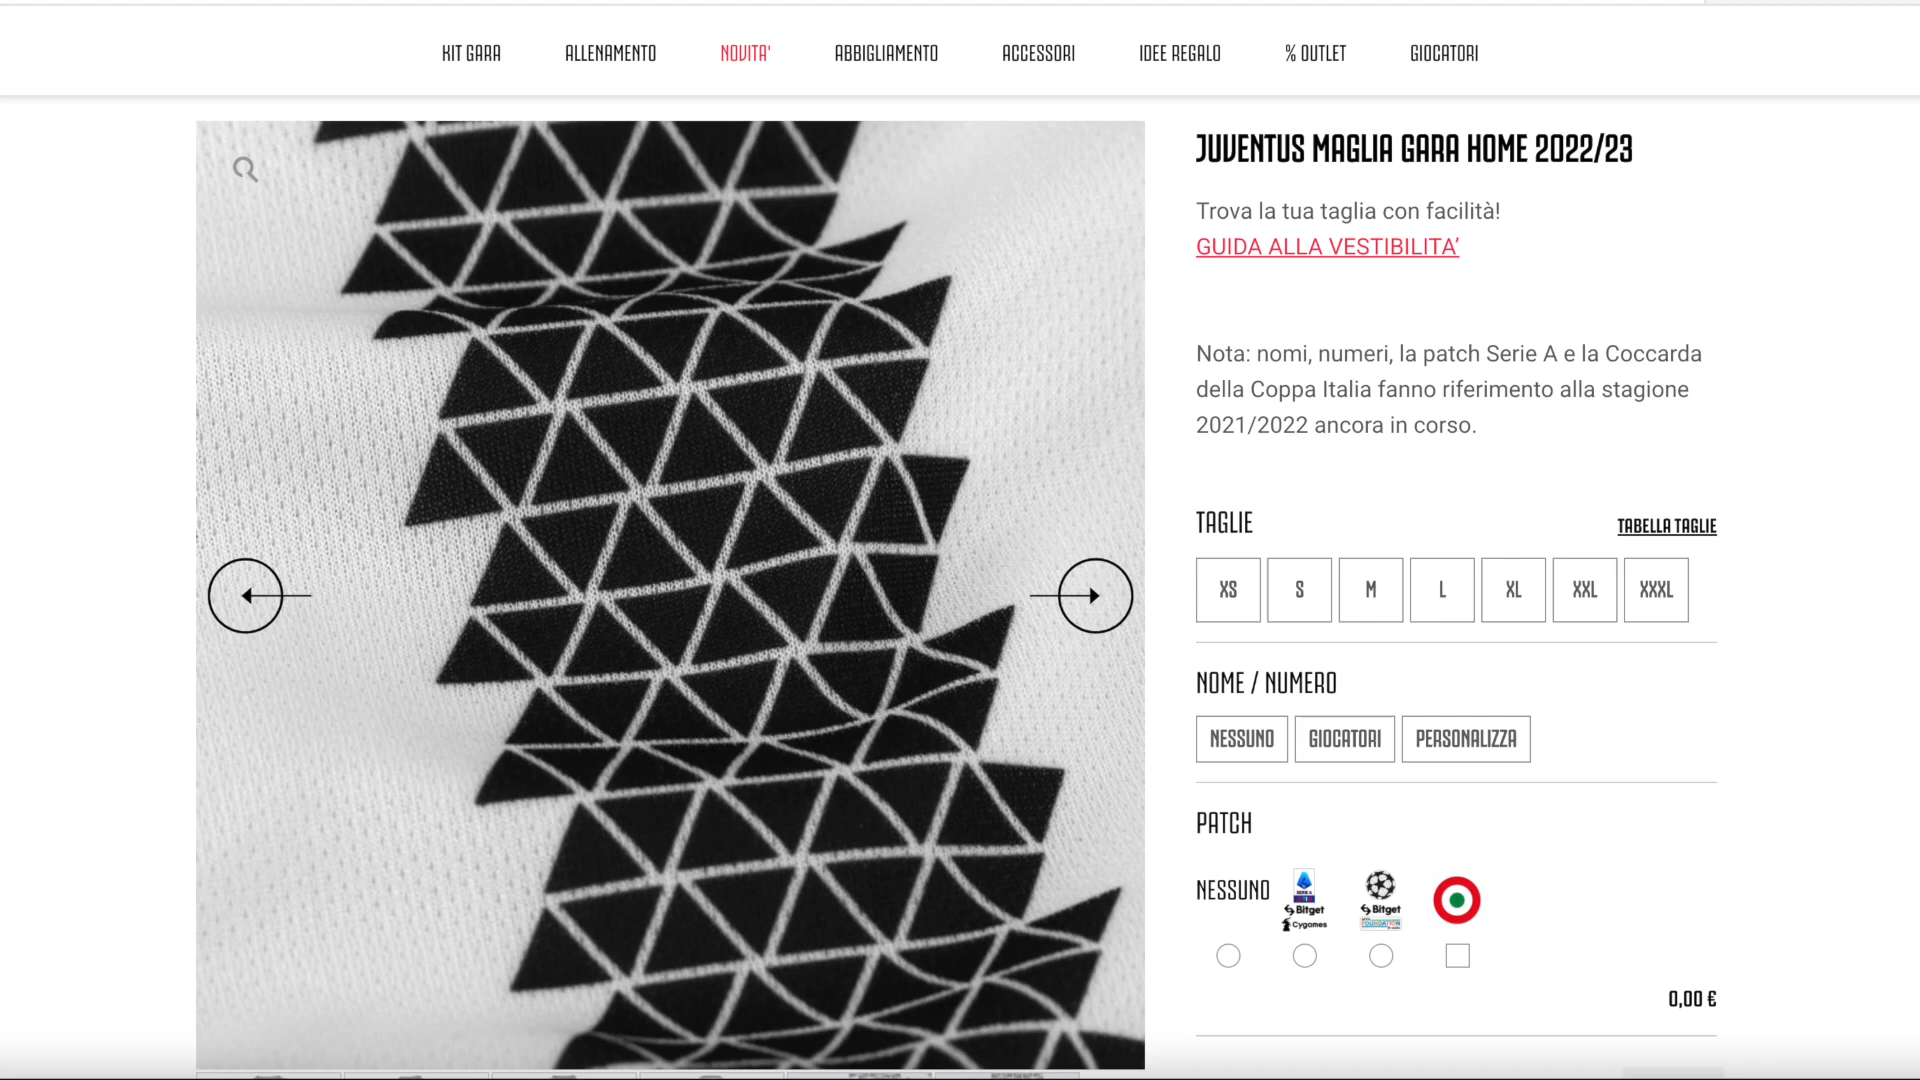 KIT GARA
ALLENAMENTO
NOVITA'
ABBIGLIAMENTO
ACCESSORI
IDEE REGALO
% OUTLET
GIOCATORI
JUVENTUS MAGLIA GARA HOME 2022/23
Trova la tua taglia con facilità!
GUIDA ALLA VESTIBILITA’
Nota: nomi, numeri, la patch Serie A e la Coccarda
della Coppa Italia fanno riferimento alla stagione
2021/2022 ancora in corso.
TAGLIE
TABELLA TAGLIE
XS
S
M
L
XL
XXL
XXXL
NOME / NUMERO
NESSUNO
GIOCATORI
PERSONALIZZA
PATCH
NESSUNO
SERIE A
Bitget
Cygames
Bitget
FOUNDATION
0,00 €